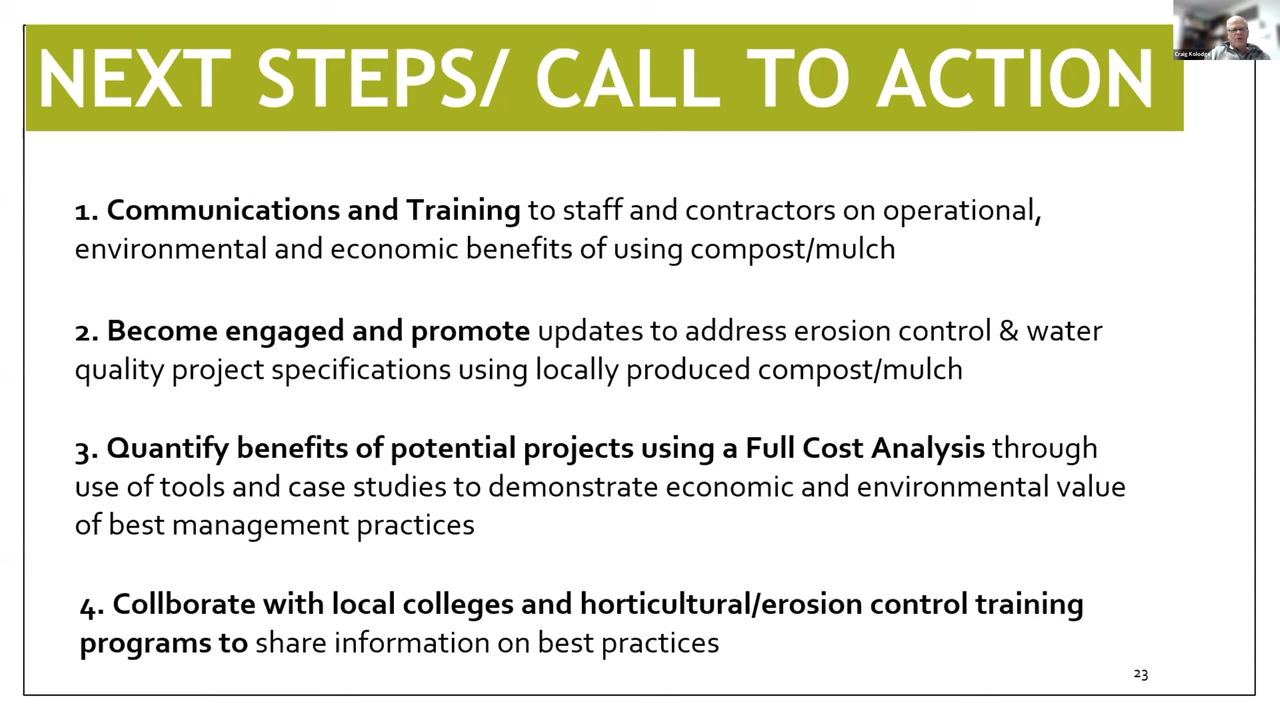 NEXT STEPS/ CALL TO ACTION
Craig Kolodge
1. Communications and Training to staff and contractors on operational,
environmental and economic benefits of using compost/mulch
2. Become engaged and promote updates to address erosion control & water
quality project specifications using locally produced compost/mulch
3. Quantify benefits of potential projects using a Full Cost Analysis through
use of tools and case studies to demonstrate economic and environmental value
of best management practices
4. Collborate with local colleges and horticultural/erosion control training
programs to share information on best practices
23